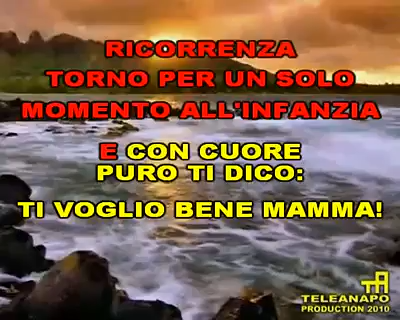 RICORRENZA
TORNO PER UN SOLO
MOMENTO ALL'INFANZIA
E CON CUORE
PURO TI DICO:
TI VOGLIO BENE MAMMA!
TA
TELEANAPO
PRODUCTION 2010